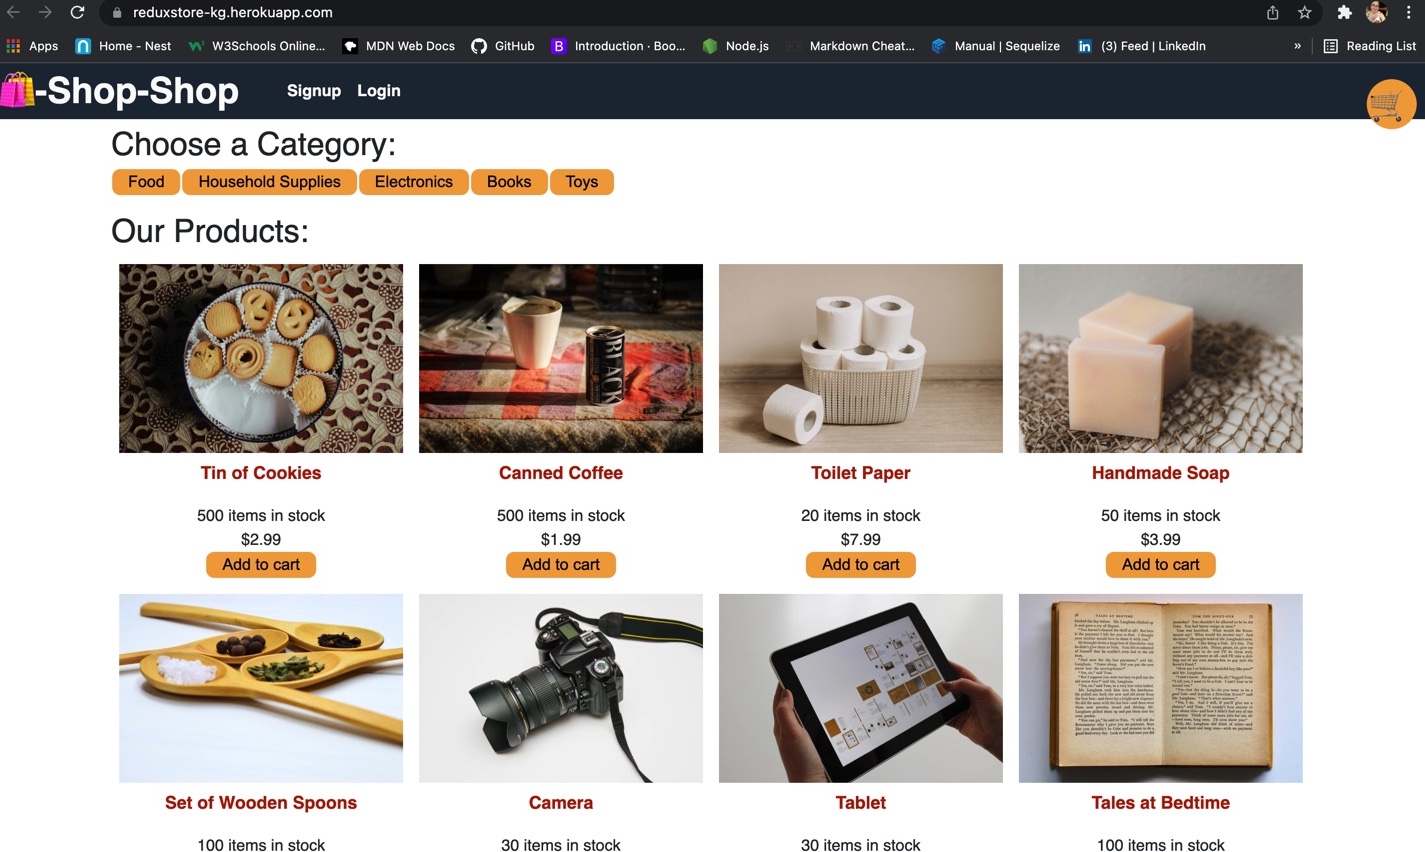 reduxstore-kg.herokuapp.com
Apps Home - Nest W3Schools Online... MDN Web Docs GitHub Introduction · Boo... Node.js Markdown Cheat... Manual | Sequelize (3) Feed | LinkedIn » Reading List
-Shop-Shop Signup Login
Choose a Category:
Food Household Supplies Electronics Books Toys
Our Products:
BLACK
Tin of Cookies Canned Coffee Toilet Paper Handmade Soap
500 items in stock 500 items in stock 20 items in stock 50 items in stock
$2.99 $1.99 $7.99 $3.99
Add to cart Add to cart Add to cart Add to cart
TALES AT BEDTIME
Set of Wooden Spoons Camera Tablet Tales at Bedtime
100 items in stock 30 items in stock 30 items in stock 100 items in stock